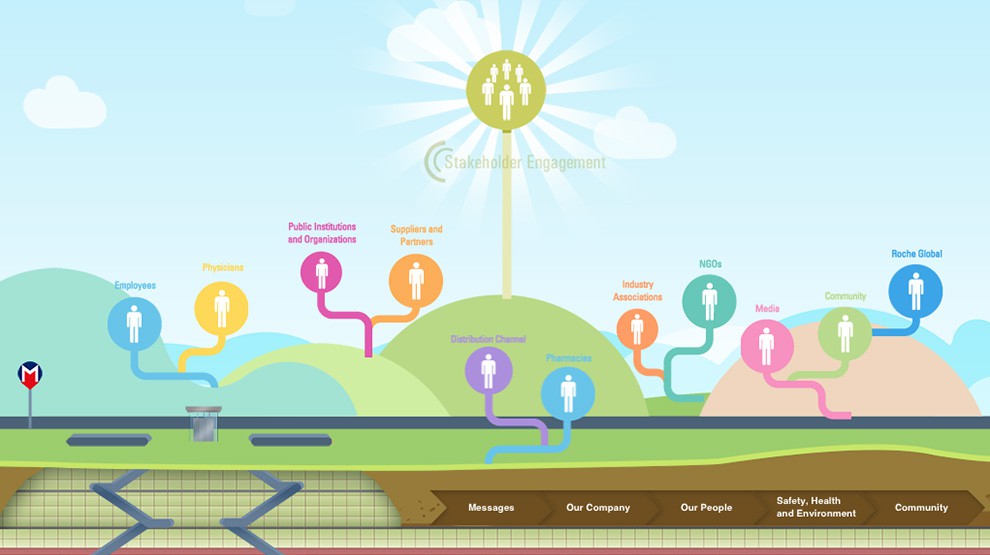 Stakeholder Engagement
Public Institutions
and Organizations
Suppliers and
Partners
Employees
Physicians
Distribution Channel
Pharmacies
Industry
Associations
NGOs
Media
Community
Roche Global
M
Messages
Our Company
Our People
Safety, Health
and Environment
Community